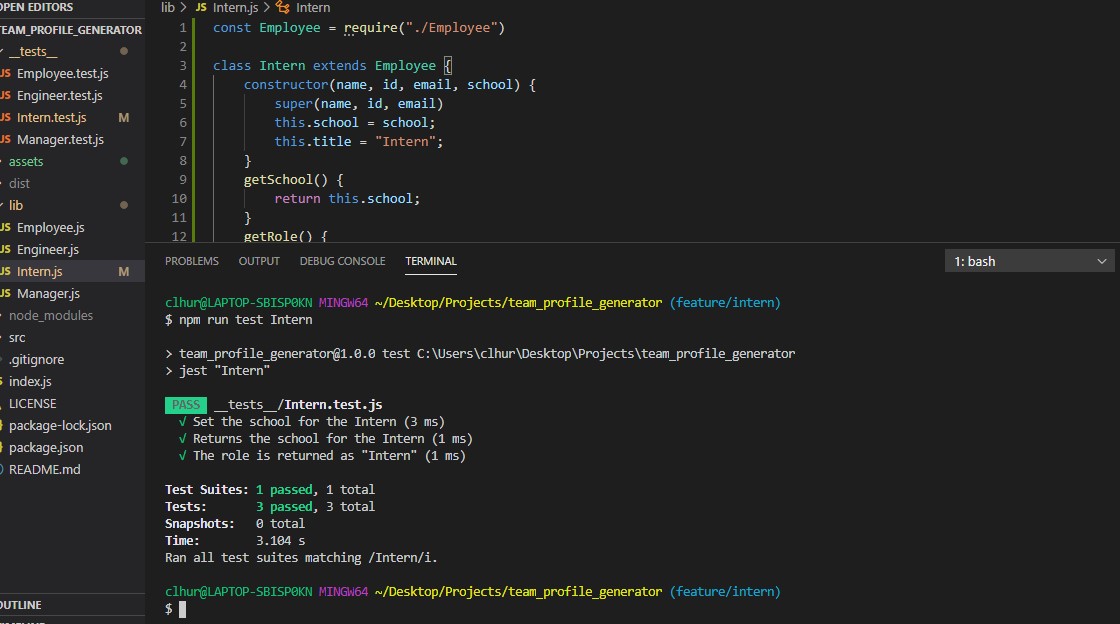 OPEN EDITORS
TEAM_PROFILE_GENERATOR
__tests__
JS Employee.test.js
JS Engineer.test.js
JS Intern.test.js M
JS Manager.test.js
assets
dist
lib
JS Employee.js
JS Engineer.js
JS Intern.js M
JS Manager.js
node_modules
src
.gitignore
index.js
LICENSE
package-lock.json
package.json
README.md
OUTLINE
lib > JS Intern.js > Intern
1 const Employee = require("./Employee")
2
3 class Intern extends Employee {
4 constructor(name, id, email, school) {
5 super(name, id, email)
6 this.school = school;
7 this.title = "Intern";
8 }
9 getSchool() {
10 return this.school;
11 }
12 getRole() {
PROBLEMS OUTPUT DEBUG CONSOLE TERMINAL 1: bash
clhur@LAPTOP-SBISP0KN MINGW64 ~/Desktop/Projects/team_profile_generator (feature/intern)
$ npm run test Intern
> team_profile_generator@1.0.0 test C:\Users\clhur\Desktop\Projects\team_profile_generator
> jest "Intern"
PASS __tests__/Intern.test.js
√ Set the school for the Intern (3 ms)
√ Returns the school for the Intern (1 ms)
√ The role is returned as "Intern" (1 ms)
Test Suites: 1 passed, 1 total
Tests: 3 passed, 3 total
Snapshots: 0 total
Time: 3.104 s
Ran all test suites matching /Intern/i.
clhur@LAPTOP-SBISP0KN MINGW64 ~/Desktop/Projects/team_profile_generator (feature/intern)
$